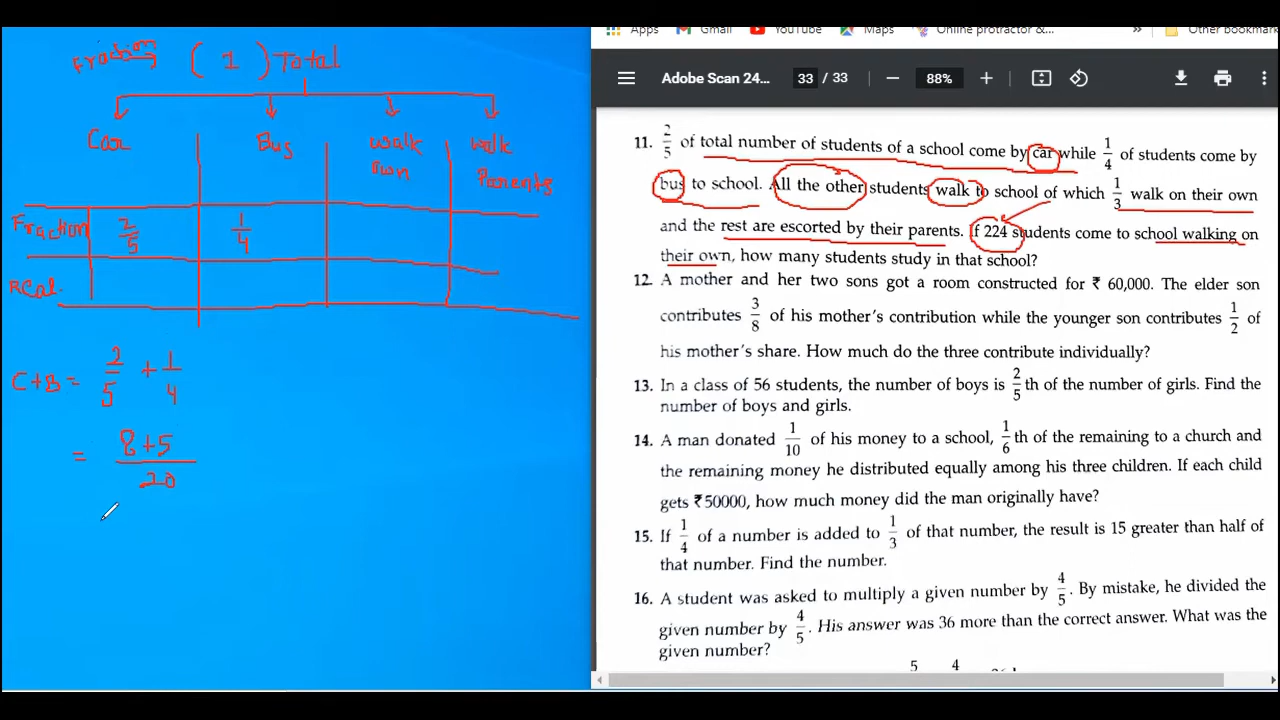 Fraction → ( 1 ) Total
Car Bus Walk Own Walk Parents
Fraction 2/5 1/4
Real
C+B = 2/5 + 1/4
= 8+5/20
Apps Gmail YouTube Maps Online protractor &... » Other bookmark
Adobe Scan 24... 33 / 33 — 88% +
11. 2/5 of total number of students of a school come by car while 1/4 of students come by
bus to school. All the other students walk to school of which 1/3 walk on their own
and the rest are escorted by their parents. If 224 students come to school walking on
their own, how many students study in that school?
12. A mother and her two sons got a room constructed for ₹ 60,000. The elder son
contributes 3/8 of his mother's contribution while the younger son contributes 1/2 of
his mother's share. How much do the three contribute individually?
13. In a class of 56 students, the number of boys is 2/5th of the number of girls. Find the
number of boys and girls.
14. A man donated 1/10 of his money to a school, 1/6th of the remaining to a church and
the remaining money he distributed equally among his three children. If each child
gets ₹50000, how much money did the man originally have?
15. If 1/4 of a number is added to 1/3 of that number, the result is 15 greater than half of
that number. Find the number.
16. A student was asked to multiply a given number by 4/5. By mistake, he divided the
given number by 4/5. His answer was 36 more than the correct answer. What was the
given number?
5 4